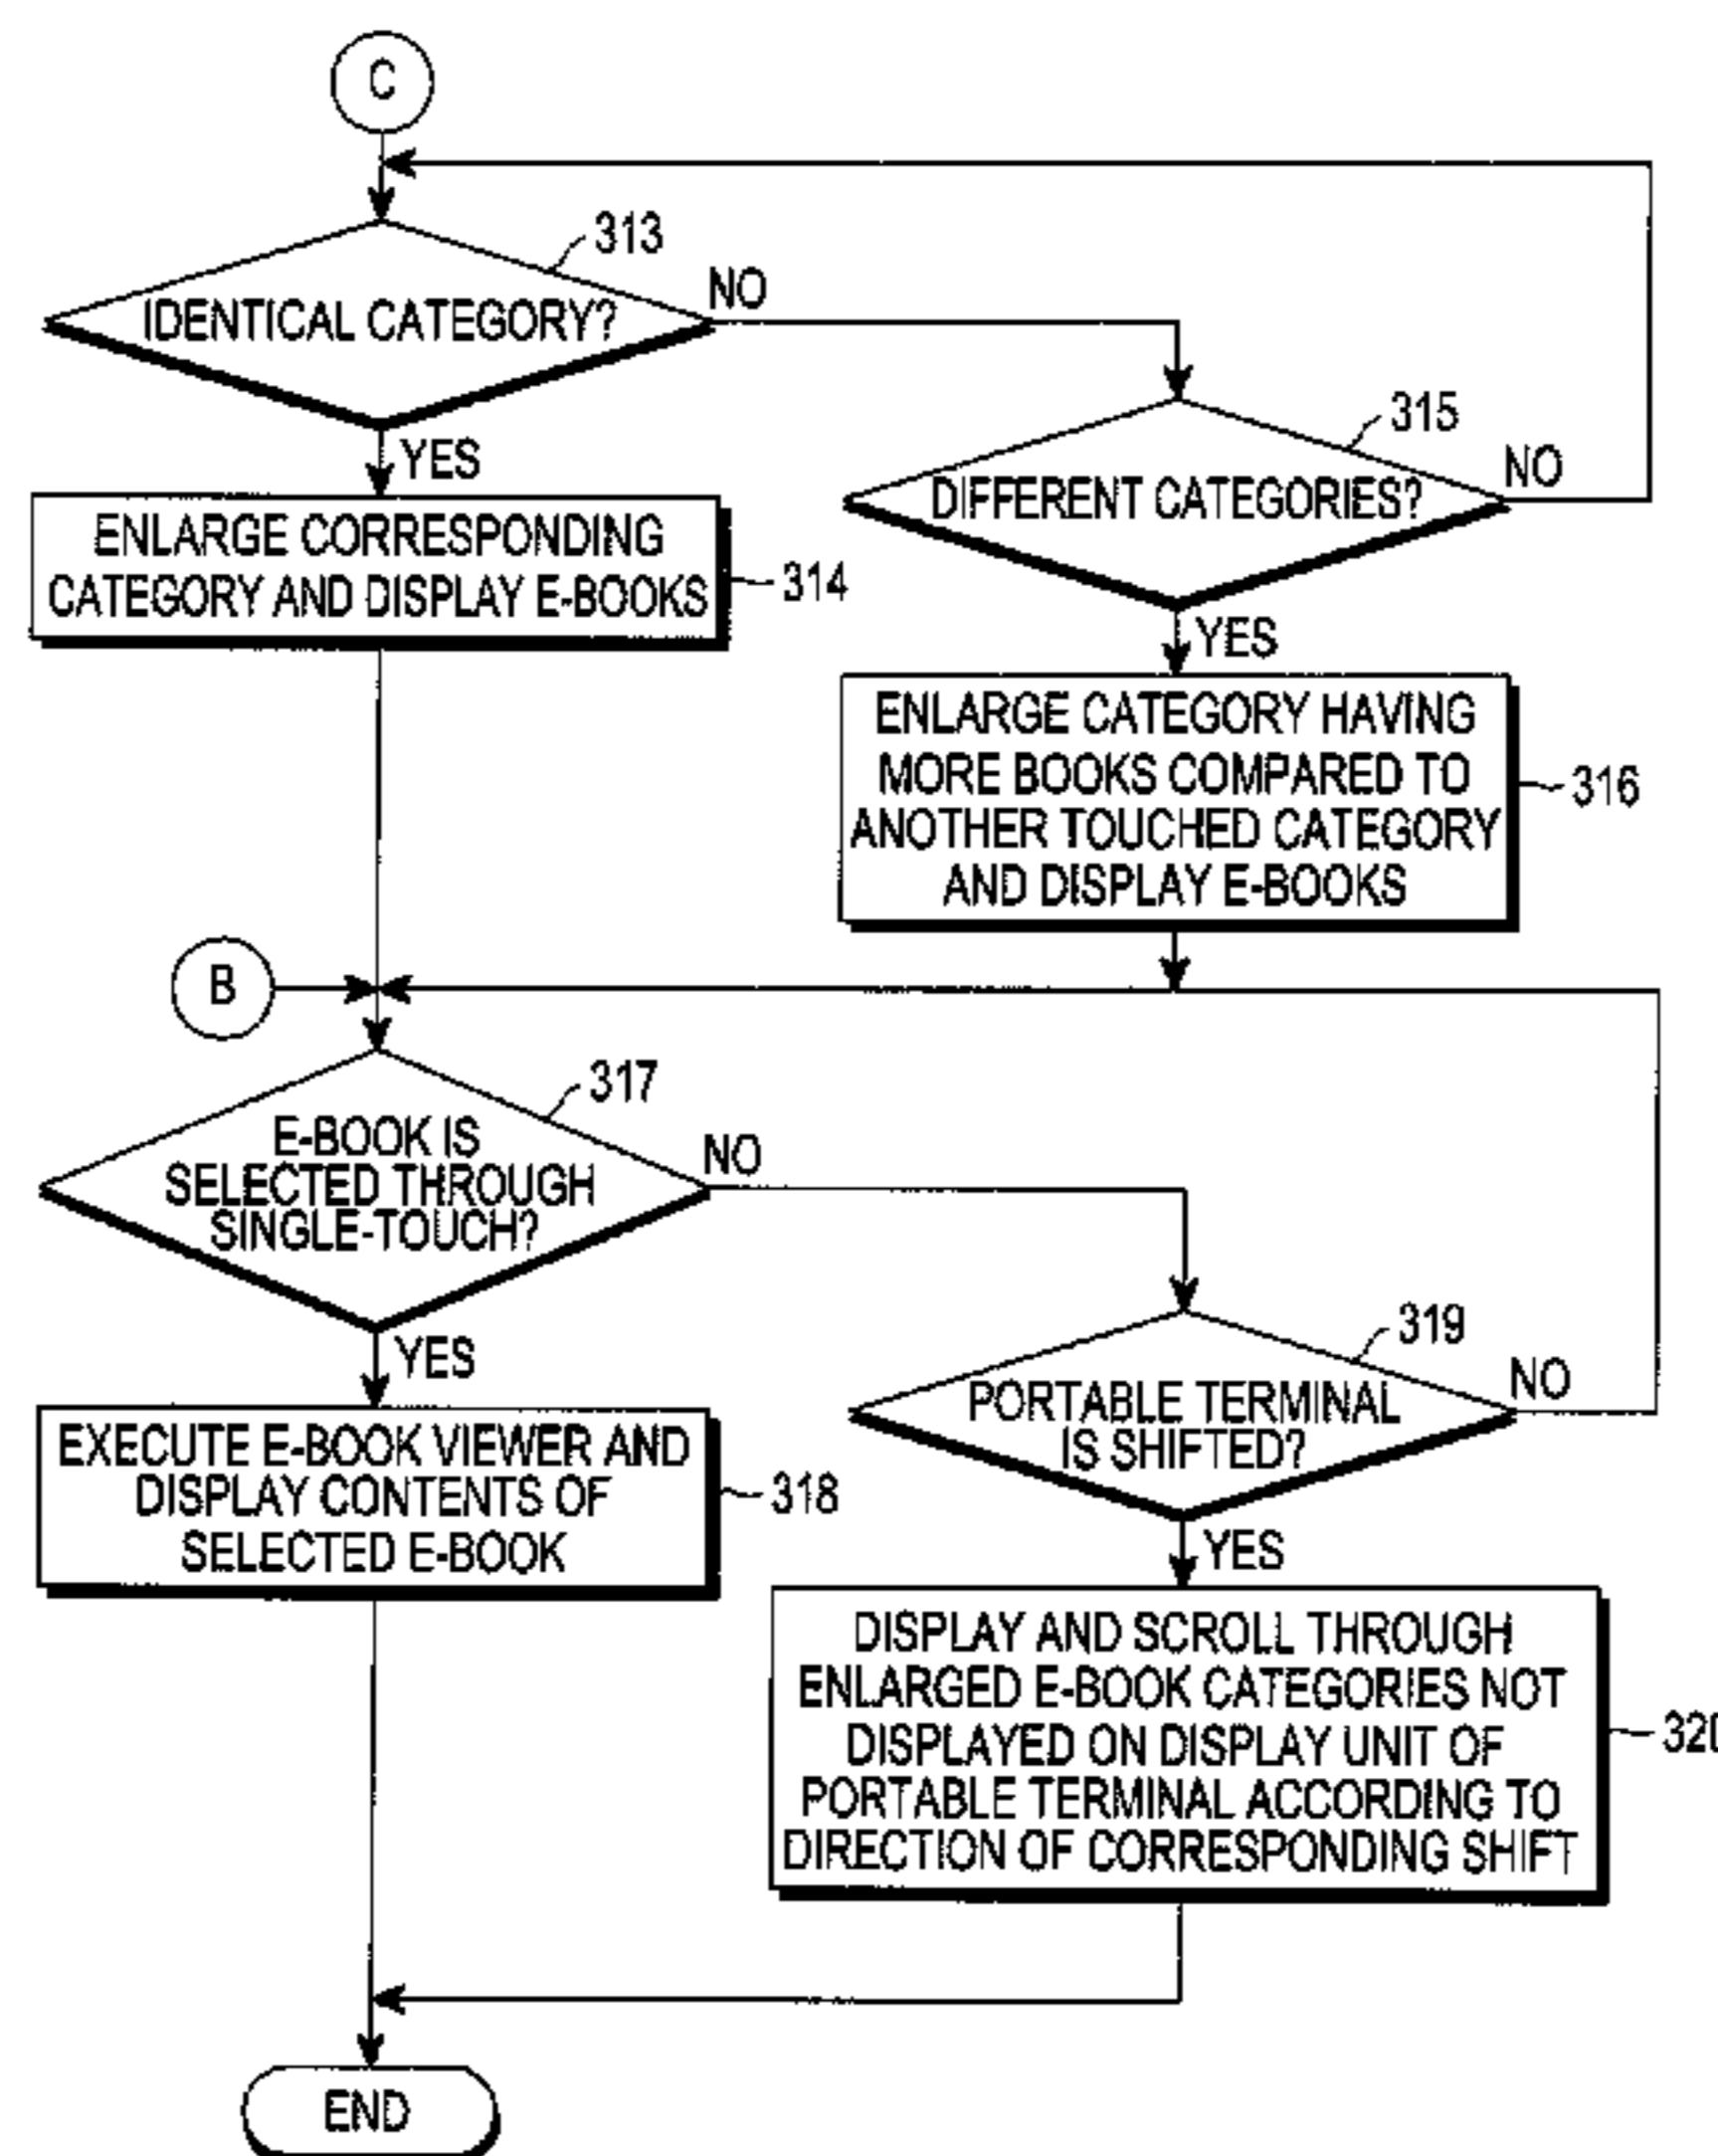 C
313
IDENTICAL CATEGORY?
NO
YES
315
DIFFERENT CATEGORIES?
NO
YES
ENLARGE CORRESPONDING
CATEGORY AND DISPLAY E-BOOKS
314
ENLARGE CATEGORY HAVING
MORE BOOKS COMPARED TO
ANOTHER TOUCHED CATEGORY
AND DISPLAY E-BOOKS
316
B
317
E-BOOK IS
SELECTED THROUGH
SINGLE-TOUCH?
NO
YES
319
PORTABLE TERMINAL
IS SHIFTED?
NO
YES
EXECUTE E-BOOK VIEWER AND
DISPLAY CONTENTS OF
SELECTED E-BOOK
318
DISPLAY AND SCROLL THROUGH
ENLARGED E-BOOK CATEGORIES NOT
DISPLAYED ON DISPLAY UNIT OF
PORTABLE TERMINAL ACCORDING TO
DIRECTION OF CORRESPONDING SHIFT
320
END